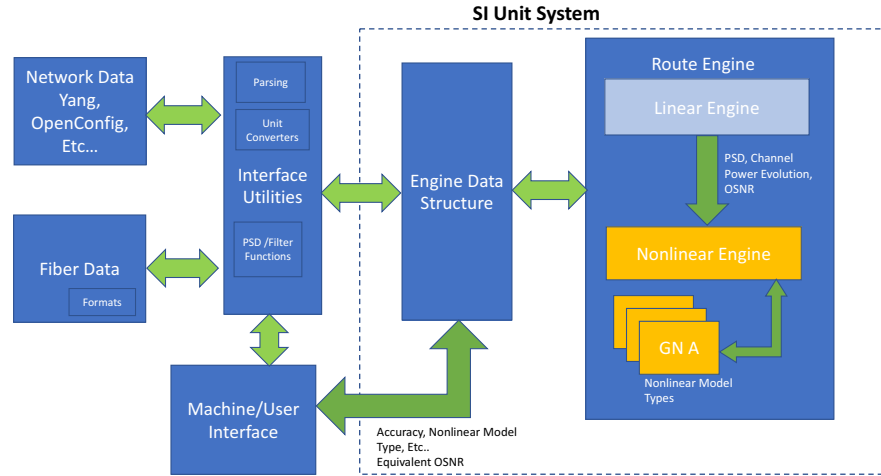 SI Unit System
Network Data
Yang,
OpenConfig,
Etc...
Parsing
Unit
Converters
Interface
Utilities
PSD /Filter
Functions
Fiber Data
Formats
Machine/User
Interface
Engine Data
Structure
Accuracy, Nonlinear Model
Type, Etc..
Equivalent OSNR
Route Engine
Linear Engine
PSD, Channel
Power Evolution,
OSNR
Nonlinear Engine
GN A
Nonlinear Model
Types